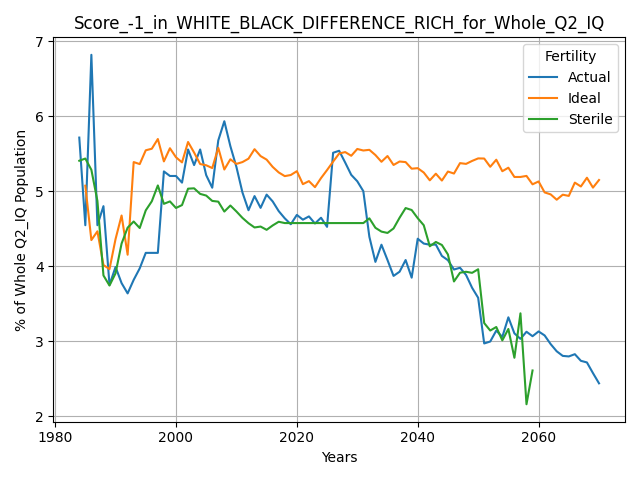 Score_-1_in_WHITE_BLACK_DIFFERENCE_RICH_for_Whole_Q2_IQ
Fertility
Actual
Ideal
Sterile
% of Whole Q2_IQ Population
7
6
5
4
3
2
1980
2000
2020
2040
2060
Years